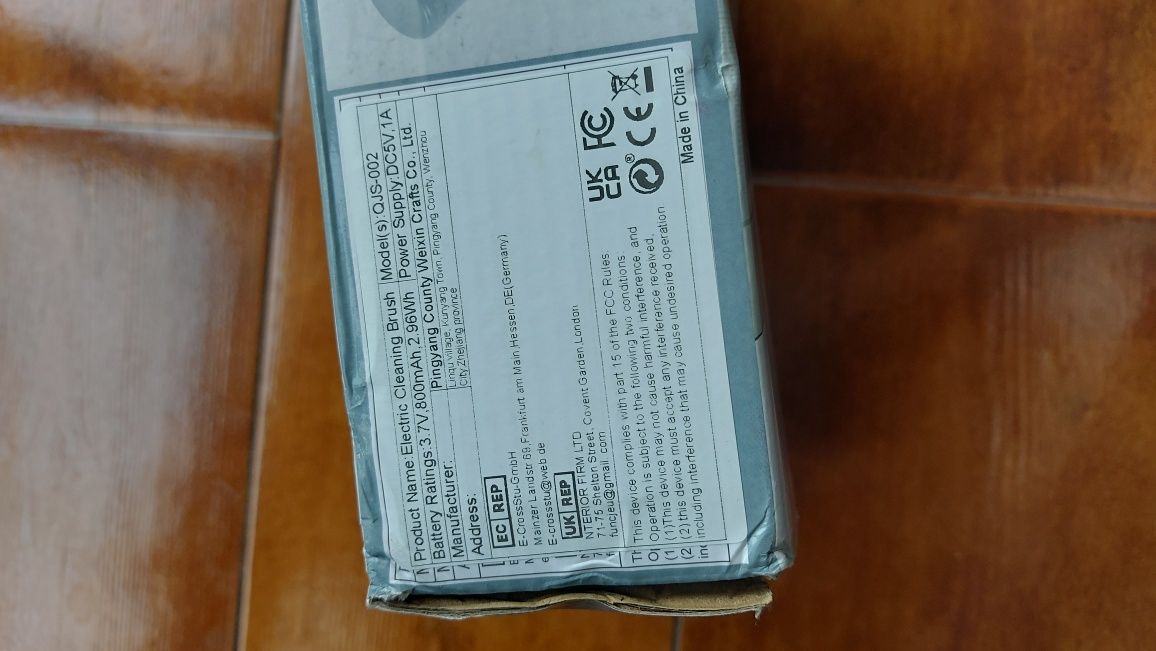 Product Name:Electric Cleaning Brush Model(s):QJS-002
Battery Ratings:3.7V,800mAh,2.96Wh Power Supply:DC5V,1A
Manufacturer: Pingyang County Weixin Crafts Co., Ltd.
Address: Linqu village, Kunyang Town, Pingyang County, Wenzhou
City Zhejiang province
EC REP
E-CrossStu-GmbH
Mainzer Landstr 69,Frankfurt am Main,Hessen,DE(Germany)
E-crossstu@web.de
UK REP
NTERIOR FIRM LTD
71-75 Shelton Street, Covent Garden,London
funcjeu@gmail.com
This device complies with part 15 of the FCC Rules.
Operation is subject to the following two conditions:
(1)This device may not cause harmful interference, and
(2)this device must accept any interference received,
including interference that may cause undesired operation
UK
CA
FC
CE
Made in China